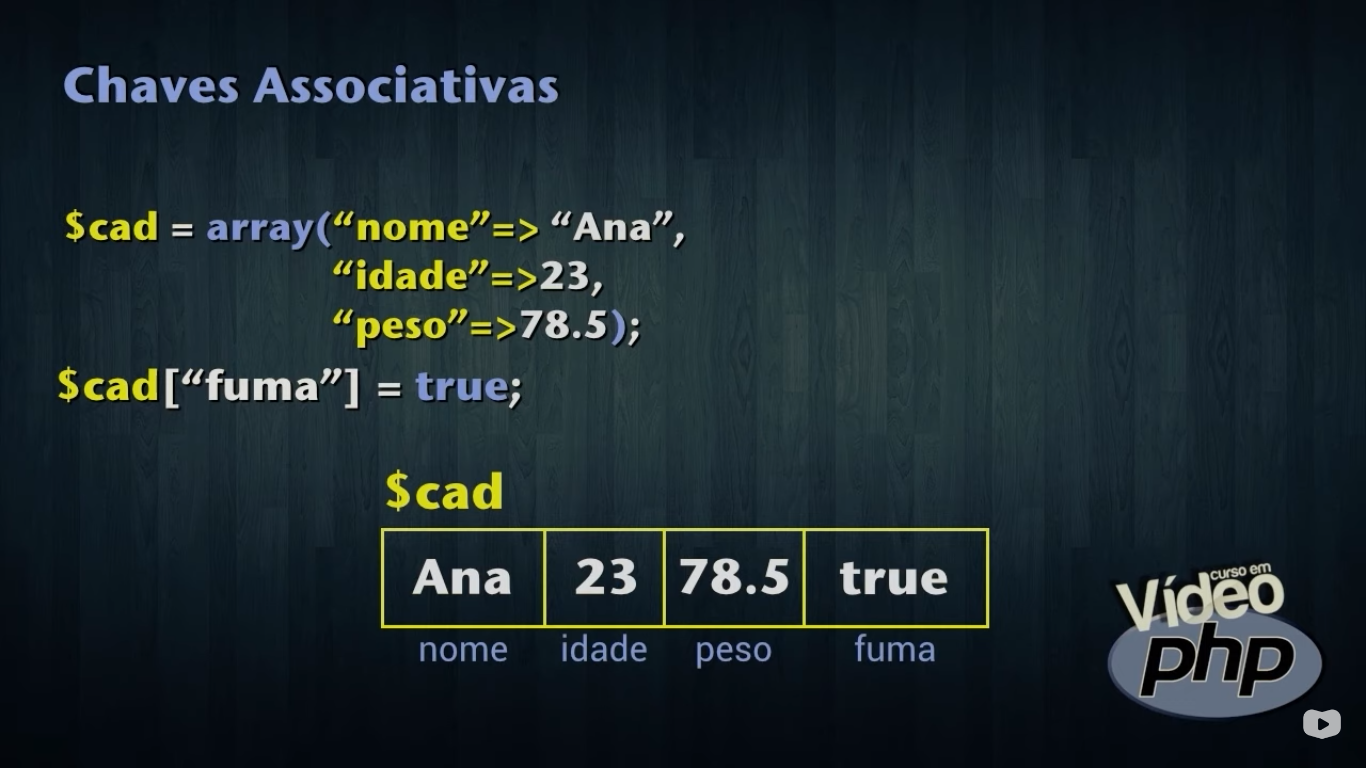 Chaves Associativas
$cad = array(“nome”=> “Ana”,
“idade”=>23,
“peso”=>78.5);
$cad[“fuma”] = true;
$cad
Ana 23 78.5 true
nome idade peso fuma
curso em
Vídeo
php